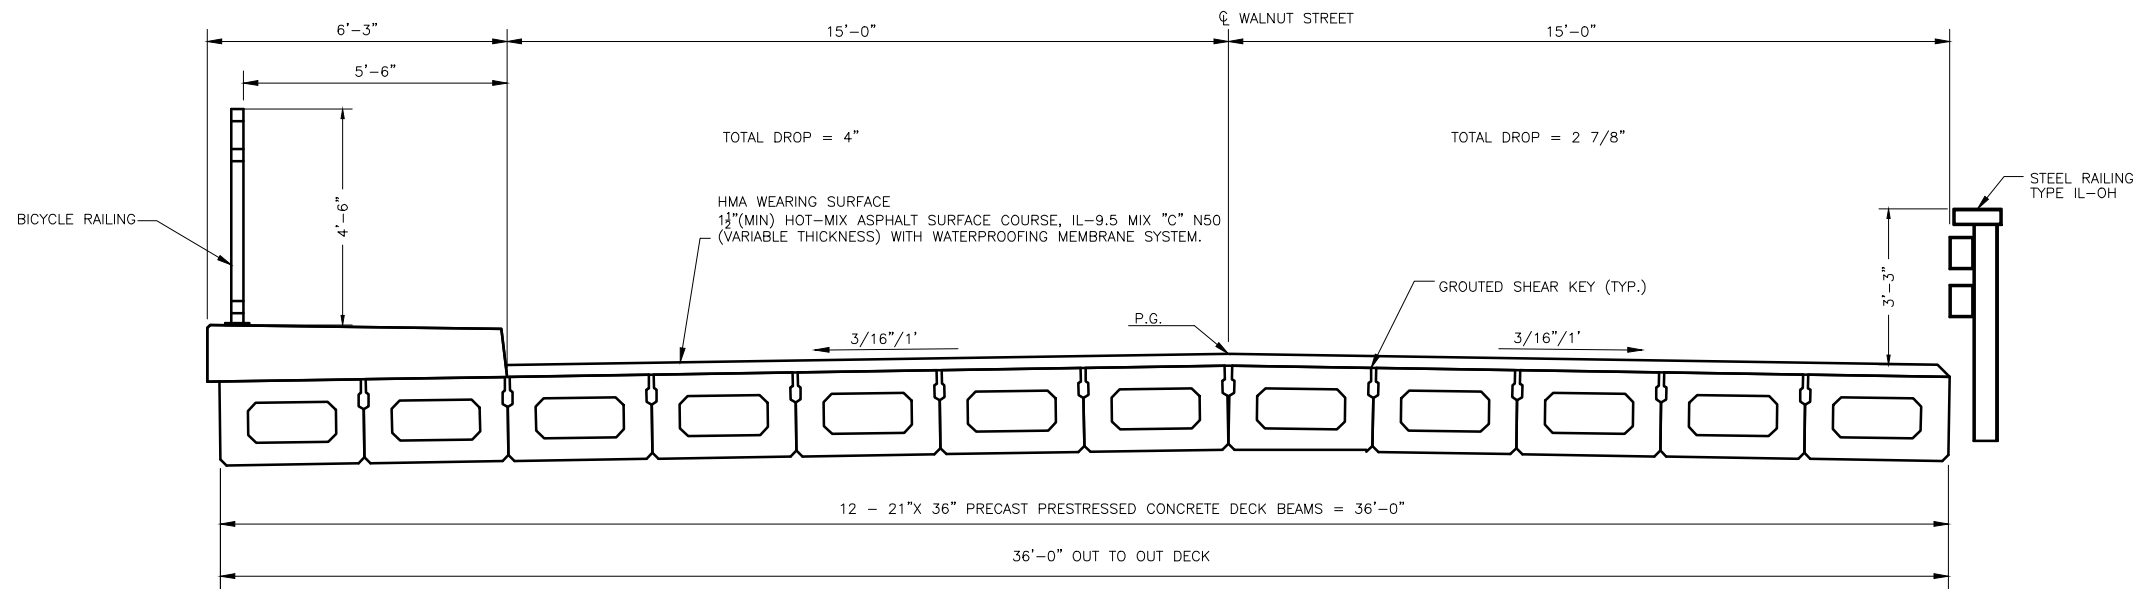 ℄ WALNUT STREET
6'-3"
15'-0"
15'-0"
5'-6"
TOTAL DROP = 4"
TOTAL DROP = 2 7/8"
STEEL RAILING
TYPE IL-OH
HMA WEARING SURFACE
1½"(MIN) HOT-MIX ASPHALT SURFACE COURSE, IL-9.5 MIX "C" N50
(VARIABLE THICKNESS) WITH WATERPROOFING MEMBRANE SYSTEM.
BICYCLE RAILING
4'-6"
3'-3"
GROUTED SHEAR KEY (TYP.)
P.G.
3/16"/1'
3/16"/1'
12 - 21"X 36" PRECAST PRESTRESSED CONCRETE DECK BEAMS = 36'-0"
36'-0" OUT TO OUT DECK